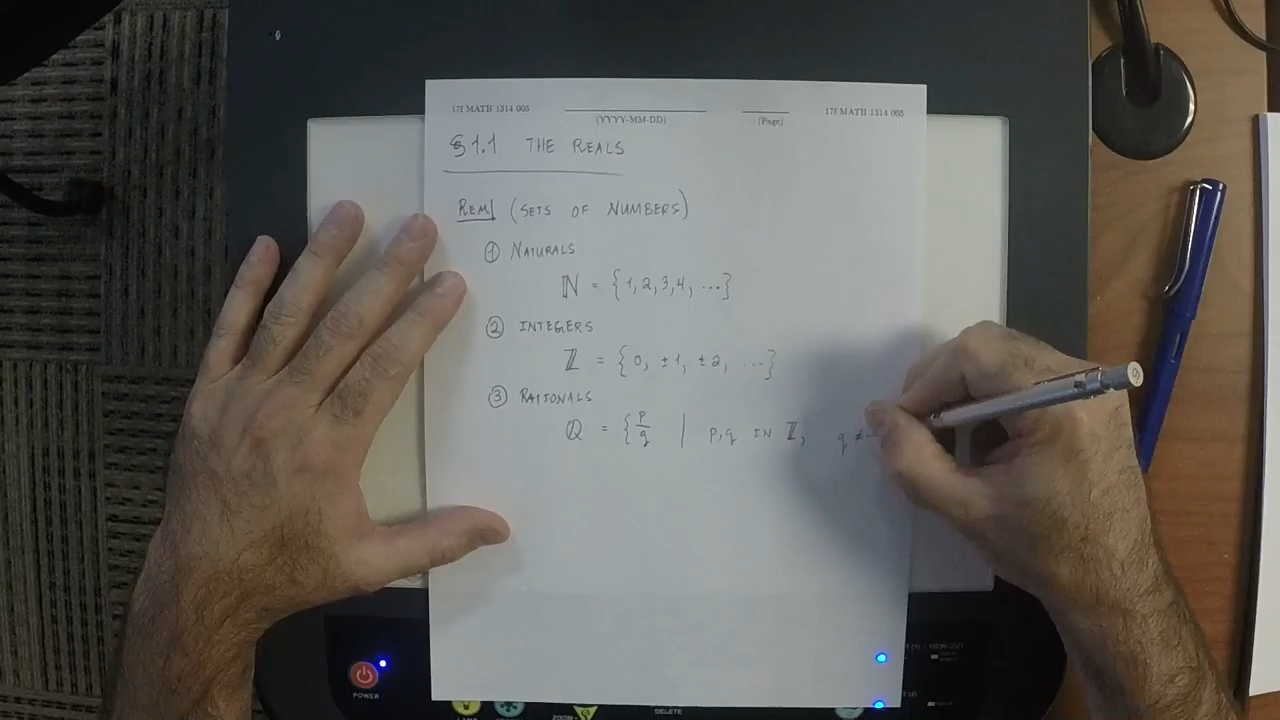 17f MATH 1314 005 (YYYY-MM-DD) (Page) 17f MATH 1314 005
§1.1 THE REALS
REM (SETS OF NUMBERS)
① NATURALS
ℕ = {1, 2, 3, 4, ...}
② INTEGERS
ℤ = {0, ±1, ±2, ...}
③ RATIONALS
ℚ = {p/q | p,q IN ℤ, q ≠
POWER
DELETE